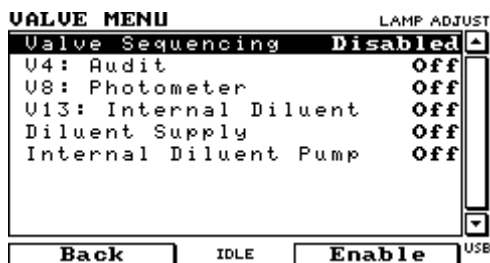 VALVE MENU LAMP ADJUST
Valve Sequencing Disabled
V4: Audit Off
V8: Photometer Off
V13: Internal Diluent Off
Diluent Supply Off
Internal Diluent Pump Off
Back IDLE Enable USB